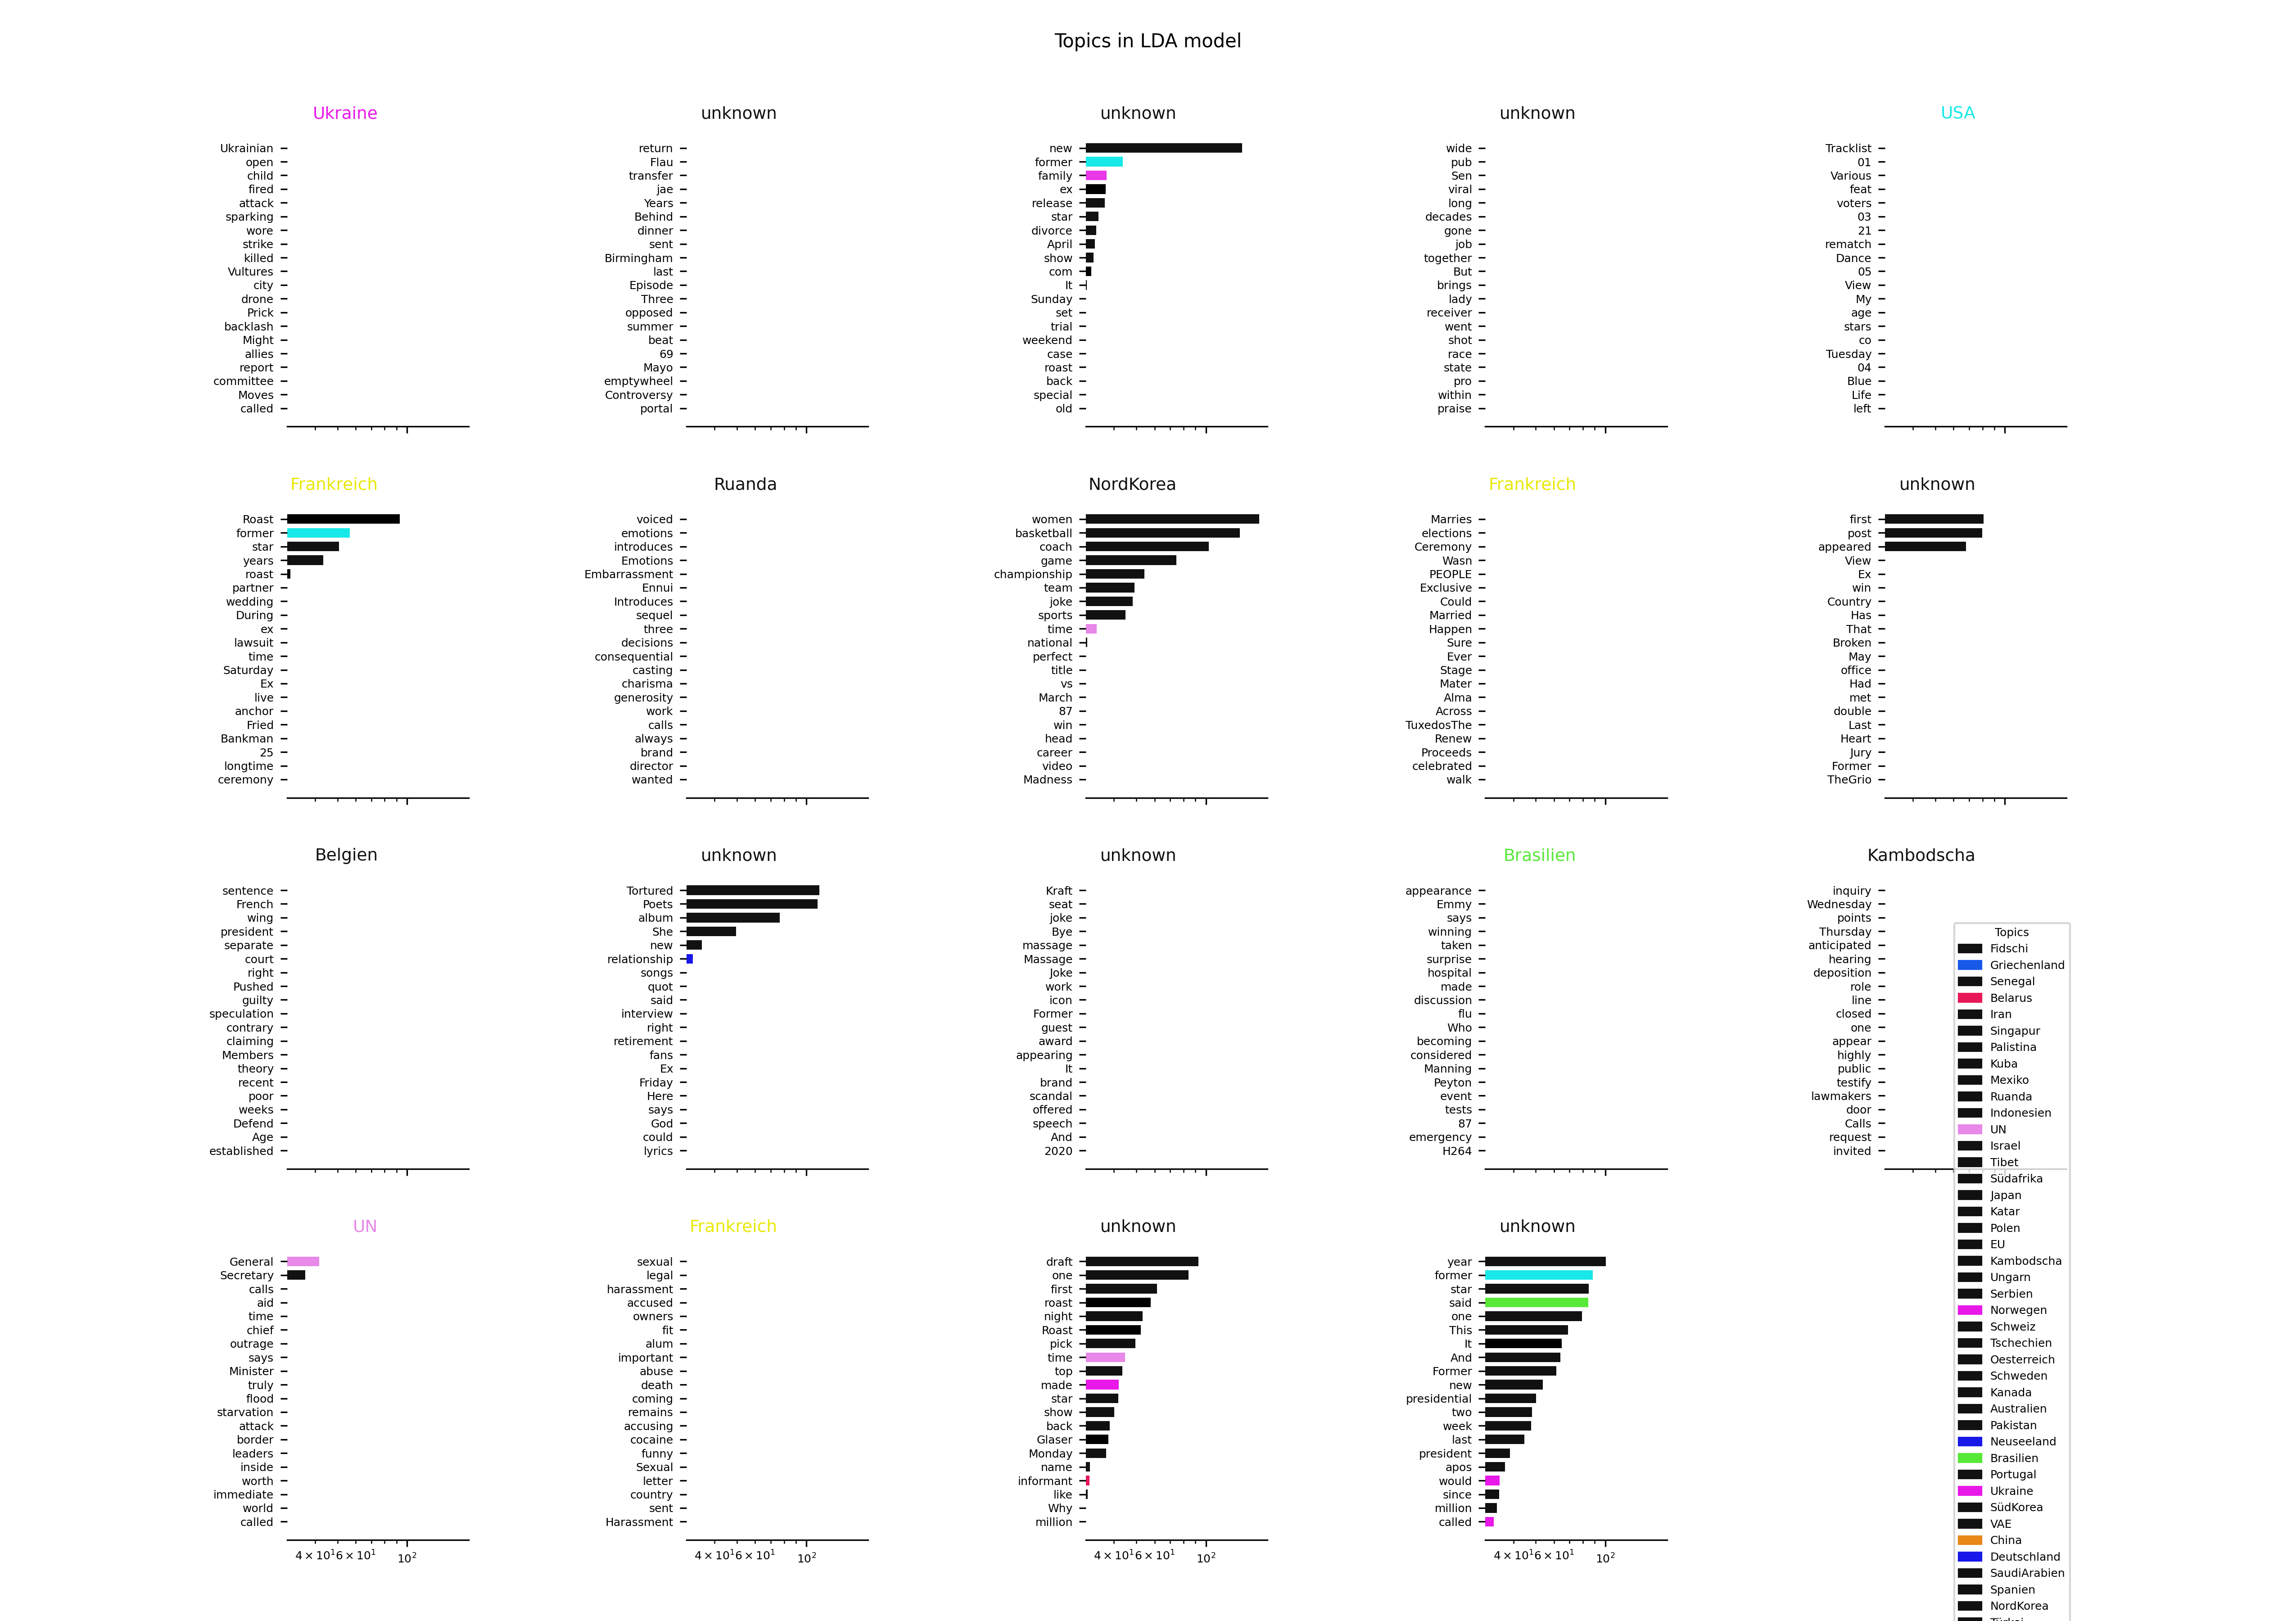 Topics in LDA model
Ukraine
Ukrainian
open
child
fired
attack
sparking
wore
strike
killed
Vultures
city
drone
Prick
backlash
Might
allies
report
committee
Moves
called
unknown
return
Flau
transfer
jae
Years
Behind
dinner
sent
Birmingham
last
Episode
Three
opposed
summer
beat
69
Mayo
emptywheel
Controversy
portal
unknown
new
former
family
ex
release
star
divorce
April
show
com
It
Sunday
set
trial
weekend
case
roast
back
special
old
unknown
wide
pub
Sen
viral
long
decades
gone
job
together
But
brings
lady
receiver
went
shot
race
state
pro
within
praise
USA
Tracklist
01
Various
feat
voters
03
21
rematch
Dance
05
View
My
age
stars
co
Tuesday
04
Blue
Life
left
Frankreich
Roast
former
star
years
roast
partner
wedding
During
ex
lawsuit
time
Saturday
Ex
live
anchor
Fried
Bankman
25
longtime
ceremony
Ruanda
voiced
emotions
introduces
Emotions
Embarrassment
Ennui
Introduces
sequel
three
decisions
consequential
casting
charisma
generosity
work
calls
always
brand
director
wanted
NordKorea
women
basketball
coach
game
championship
team
joke
sports
time
national
perfect
title
vs
March
87
win
head
career
video
Madness
Frankreich
Marries
elections
Ceremony
Wasn
PEOPLE
Exclusive
Could
Married
Happen
Sure
Ever
Stage
Mater
Alma
Across
TuxedosThe
Renew
Proceeds
celebrated
walk
unknown
first
post
appeared
View
Ex
win
Country
Has
That
Broken
May
office
Had
met
double
Last
Heart
Jury
Former
TheGrio
Belgien
sentence
French
wing
president
separate
court
right
Pushed
guilty
speculation
contrary
claiming
Members
theory
recent
poor
weeks
Defend
Age
established
unknown
Tortured
Poets
album
She
new
relationship
songs
quot
said
interview
right
retirement
fans
Ex
Friday
Here
says
God
could
lyrics
unknown
Kraft
seat
joke
Bye
massage
Massage
Joke
work
icon
Former
guest
award
appearing
It
brand
scandal
offered
speech
And
2020
Brasilien
appearance
Emmy
says
winning
taken
surprise
hospital
made
discussion
flu
Who
becoming
considered
Manning
Peyton
event
tests
87
emergency
H264
Kambodscha
inquiry
Wednesday
points
Thursday
anticipated
hearing
deposition
role
line
closed
one
appear
highly
public
testify
lawmakers
door
Calls
request
invited
UN
General
Secretary
calls
aid
time
chief
outrage
says
Minister
truly
flood
starvation
attack
border
leaders
inside
worth
immediate
world
called
4×10¹6×10¹ 10²
Frankreich
sexual
legal
harassment
accused
owners
fit
alum
important
abuse
death
coming
remains
accusing
cocaine
funny
Sexual
letter
country
sent
Harassment
4×10¹6×10¹ 10²
unknown
draft
one
first
roast
night
Roast
pick
time
top
made
star
show
back
Glaser
Monday
name
informant
like
Why
million
4×10¹6×10¹ 10²
unknown
year
former
star
said
one
This
It
And
Former
new
presidential
two
week
last
president
apos
would
since
million
called
4×10¹6×10¹ 10²
Topics
Fidschi
Griechenland
Senegal
Belarus
Iran
Singapur
Palistina
Kuba
Mexiko
Ruanda
Indonesien
UN
Israel
Tibet
Südafrika
Japan
Katar
Polen
EU
Kambodscha
Ungarn
Serbien
Norwegen
Schweiz
Tschechien
Oesterreich
Schweden
Kanada
Australien
Pakistan
Neuseeland
Brasilien
Portugal
Ukraine
SüdKorea
VAE
China
Deutschland
SaudiArabien
Spanien
NordKorea